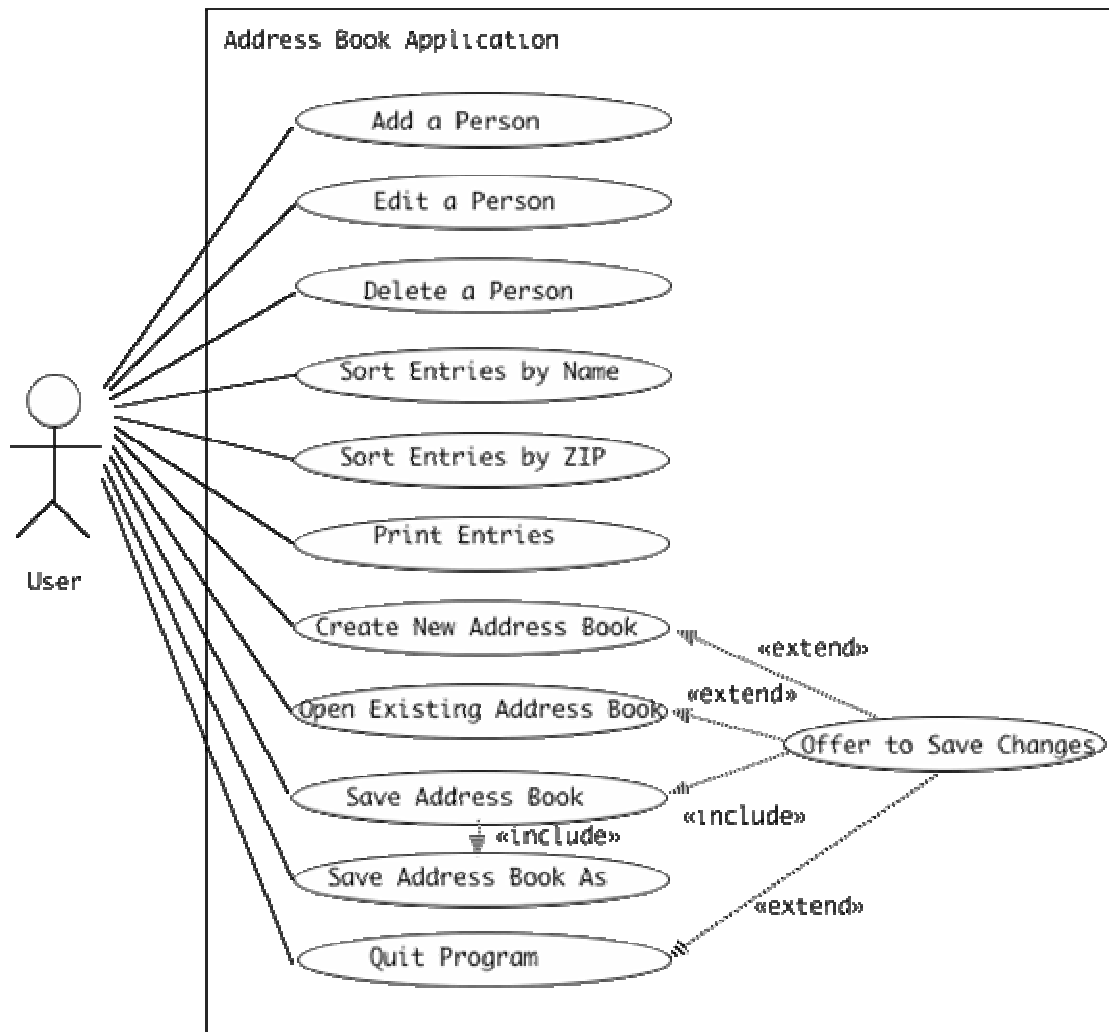 Address Book Application
Add a Person
Edit a Person
Delete a Person
Sort Entries by Name
Sort Entries by ZIP
Print Entries
User
Create New Address Book
«extend»
«extend»
Open Existing Address Book
Offer to Save Changes
Save Address Book
«include»
«include»
Save Address Book As
«extend»
Quit Program